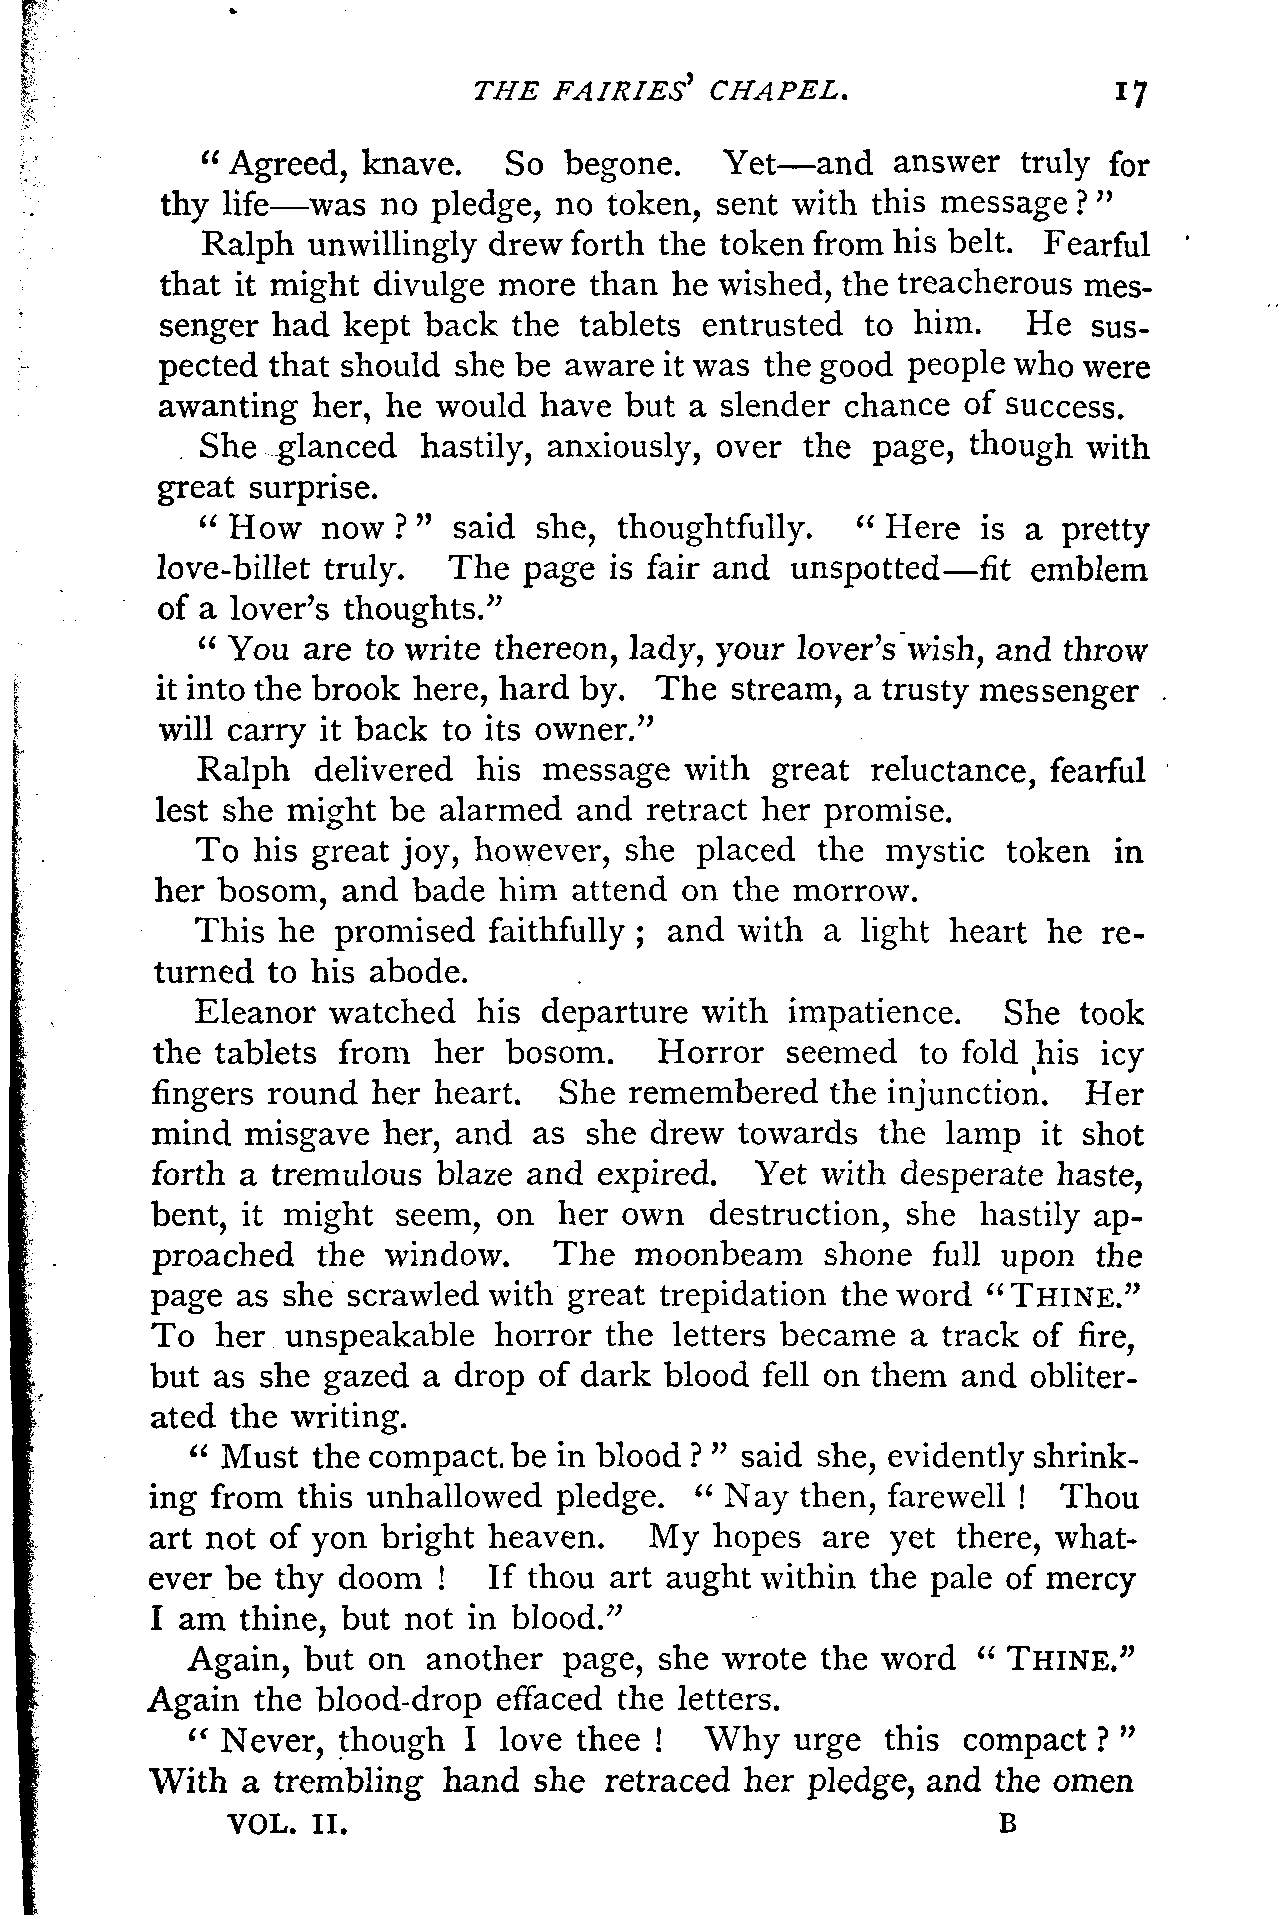 THE FAIRIES' CHAPEL. 17
“Agreed, knave. So begone. Yet—and answer truly for
thy life—was no pledge, no token, sent with this message?”
Ralph unwillingly drew forth the token from his belt. Fearful
that it might divulge more than he wished, the treacherous mes-
senger had kept back the tablets entrusted to him. He sus-
pected that should she be aware it was the good people who were
awanting her, he would have but a slender chance of success.
She glanced hastily, anxiously, over the page, though with
great surprise.
“How now?” said she, thoughtfully. “Here is a pretty
love-billet truly. The page is fair and unspotted—fit emblem
of a lover's thoughts.”
“You are to write thereon, lady, your lover's wish, and throw
it into the brook here, hard by. The stream, a trusty messenger
will carry it back to its owner.”
Ralph delivered his message with great reluctance, fearful
lest she might be alarmed and retract her promise.
To his great joy, however, she placed the mystic token in
her bosom, and bade him attend on the morrow.
This he promised faithfully; and with a light heart he re-
turned to his abode.
Eleanor watched his departure with impatience. She took
the tablets from her bosom. Horror seemed to fold his icy
fingers round her heart. She remembered the injunction. Her
mind misgave her, and as she drew towards the lamp it shot
forth a tremulous blaze and expired. Yet with desperate haste,
bent, it might seem, on her own destruction, she hastily ap-
proached the window. The moonbeam shone full upon the
page as she scrawled with great trepidation the word “THINE.”
To her unspeakable horror the letters became a track of fire,
but as she gazed a drop of dark blood fell on them and obliter-
ated the writing.
“Must the compact be in blood?” said she, evidently shrink-
ing from this unhallowed pledge. “Nay then, farewell! Thou
art not of yon bright heaven. My hopes are yet there, what-
ever be thy doom! If thou art aught within the pale of mercy
I am thine, but not in blood.”
Again, but on another page, she wrote the word “THINE.”
Again the blood-drop effaced the letters.
“Never, though I love thee! Why urge this compact?”
With a trembling hand she retraced her pledge, and the omen
VOL. II. B